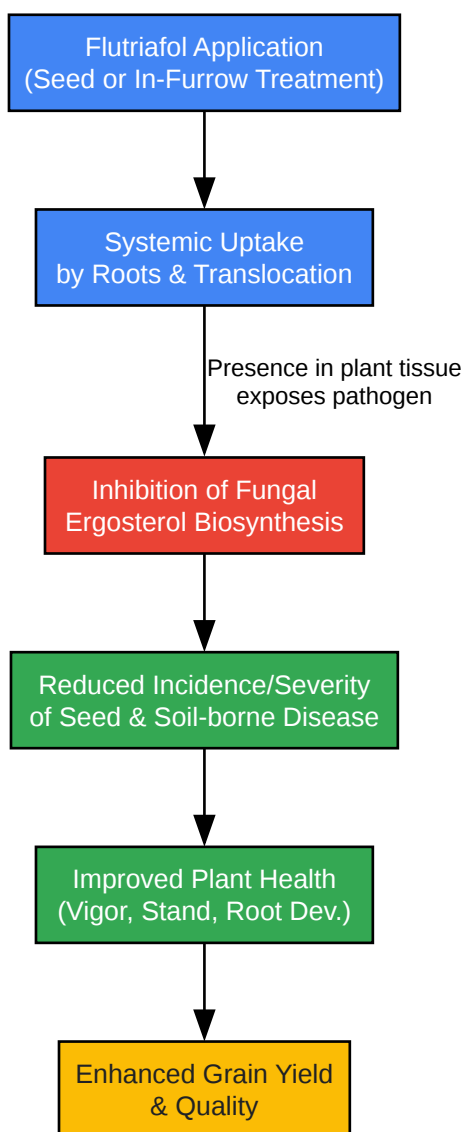 Flutriafol Application
(Seed or In-Furrow Treatment)
Systemic Uptake
by Roots & Translocation
Presence in plant tissue
exposes pathogen
Inhibition of Fungal
Ergosterol Biosynthesis
Reduced Incidence/Severity
of Seed & Soil-borne Disease
Improved Plant Health
(Vigor, Stand, Root Dev.)
Enhanced Grain Yield
& Quality